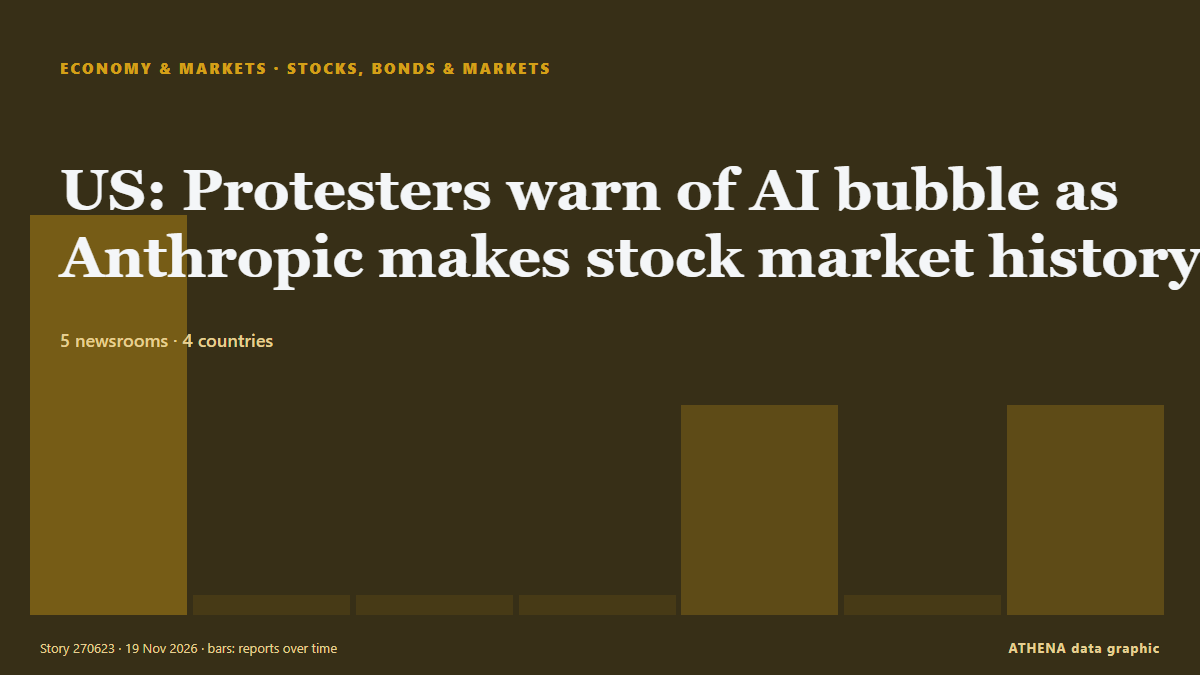 ECONOMY & MARKETS · STOCKS, BONDS & MARKETS
US: Protesters warn of AI bubble as
Anthropic makes stock market history
5 newsrooms · 4 countries
Story 270623 · 19 Nov 2026 · bars: reports over time
ATHENA data graphic